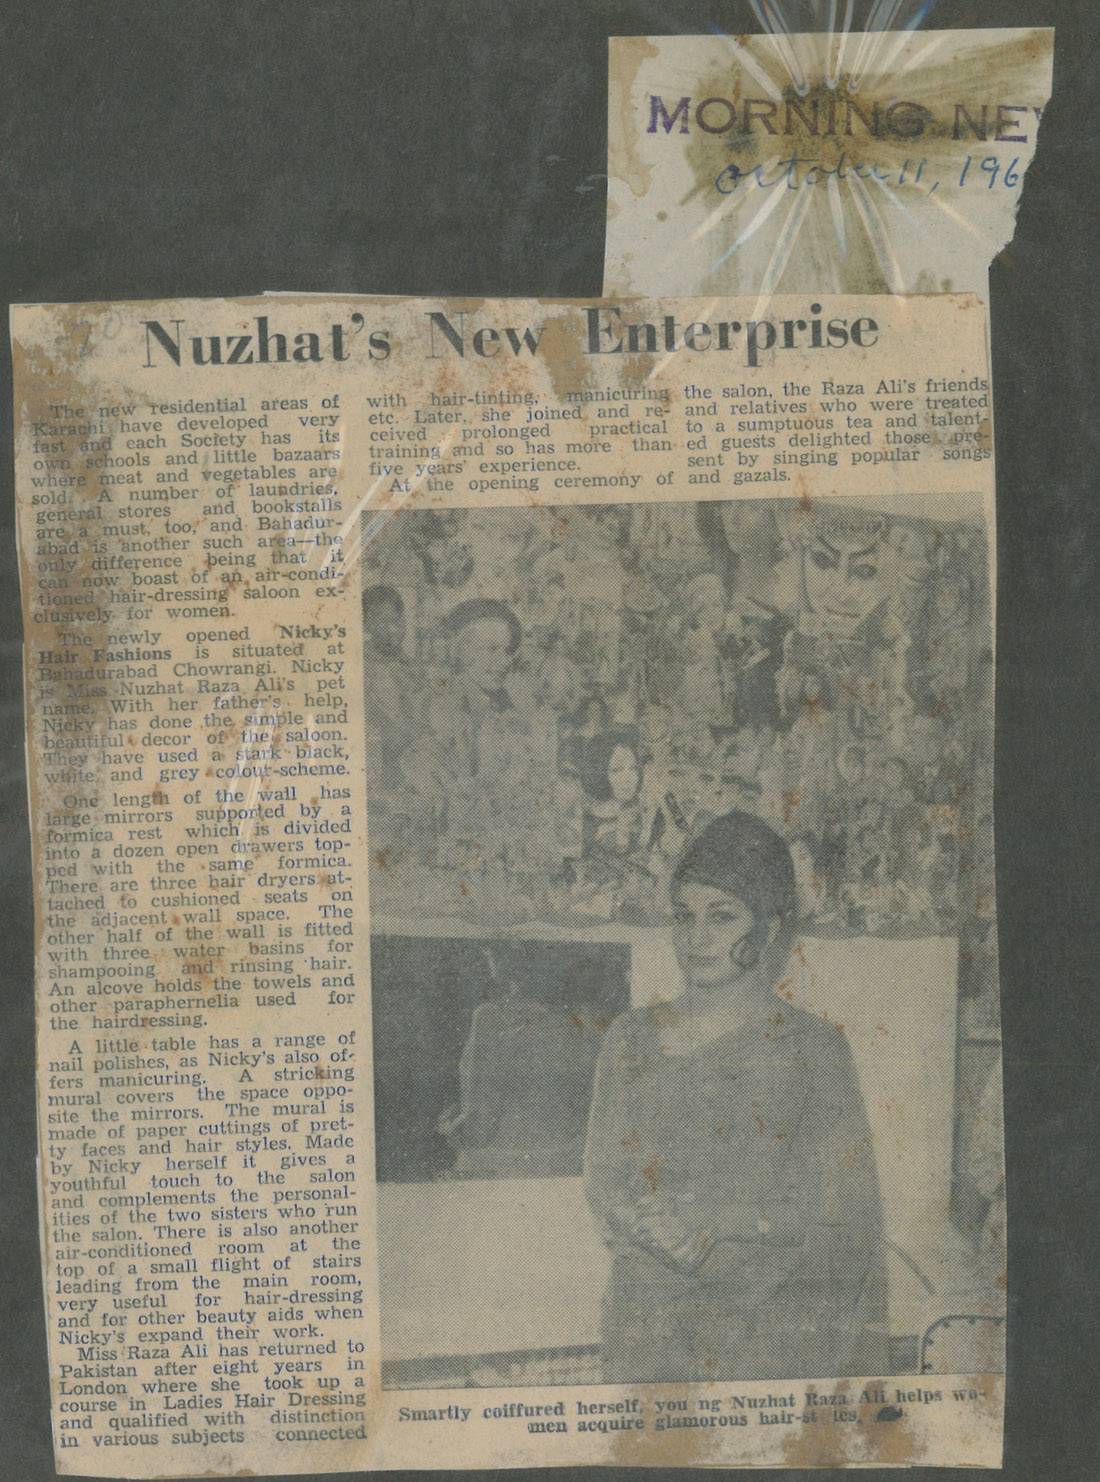 MORNING NE
October 11, 196
Nuzhat's New Enterprise
The new residential areas of
Karachi have developed very
fast and each Society has its
own schools and little bazaars
where meat and vegetables are
sold. A number of laundries,
general stores and bookstalls
are a must, too, and Bahadur-
abad is another such area—the
only difference being that it
can now boast of an air-condi-
tioned hair-dressing saloon ex-
clusively for women.
The newly opened Nicky's
Hair Fashions is situated at
Bahadurabad Chowrangi. Nicky
is Miss Nuzhat Raza Ali's pet
name. With her father's help,
Nicky has done the simple and
beautiful decor of the saloon.
They have used a stark black,
white and grey colour-scheme.
One length of the wall has
large mirrors supported by a
formica rest which is divided
into a dozen open drawers top-
ped with the same formica.
There are three hair dryers at-
tached to cushioned seats on
the adjacent wall space. The
other half of the wall is fitted
with three water basins for
shampooing and rinsing hair.
An alcove holds the towels and
other paraphernelia used for
the hairdressing.
A little table has a range of
nail polishes, as Nicky's also of-
fers manicuring. A stricking
mural covers the space oppo-
site the mirrors. The mural is
made of paper cuttings of pret-
ty faces and hair styles. Made
by Nicky herself it gives a
youthful touch to the salon
and complements the personal-
ities of the two sisters who run
the salon. There is also another
air-conditioned room at the
top of a small flight of stairs
leading from the main room,
very useful for hair-dressing
and for other beauty aids when
Nicky's expand their work.
Miss Raza Ali has returned to
Pakistan after eight years in
London where she took up a
course in Ladies Hair Dressing
and qualified with distinction
in various subjects connected
with hair-tinting, manicuring
etc. Later, she joined and re-
ceived prolonged practical
training and so has more than
five years' experience.
At the opening ceremony of
the salon, the Raza Ali's friends
and relatives who were treated
to a sumptuous tea and talent-
ed guests delighted those pre-
sent by singing popular songs
and gazals.
Smartly coiffured herself, you ng Nuzhat Raza Ali helps wo-
men acquire glamorous hair-st les.